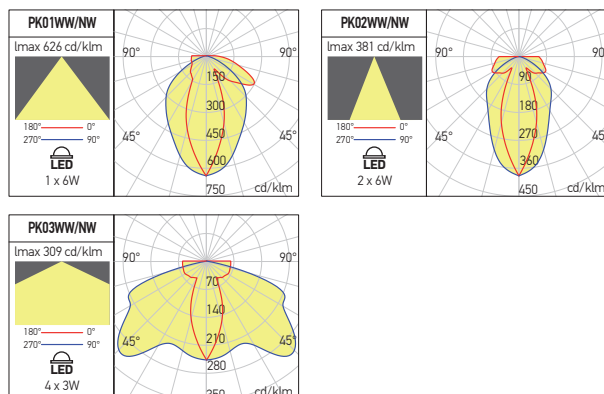 PK01WW/NW
Imax 626 cd/klm
180° 0°
270° 90°
LED
1 x 6W
90° 90°
150
300
45° 450 45°
600
750 cd/klm
PK02WW/NW
Imax 381 cd/klm
180° 0°
270° 90°
LED
2 x 6W
90° 90°
90
180
45° 270 45°
360
450 cd/klm
PK03WW/NW
Imax 309 cd/klm
180° 0°
270° 90°
LED
4 x 3W
90° 90°
70
140
45° 210 45°
280
350 cd/klm